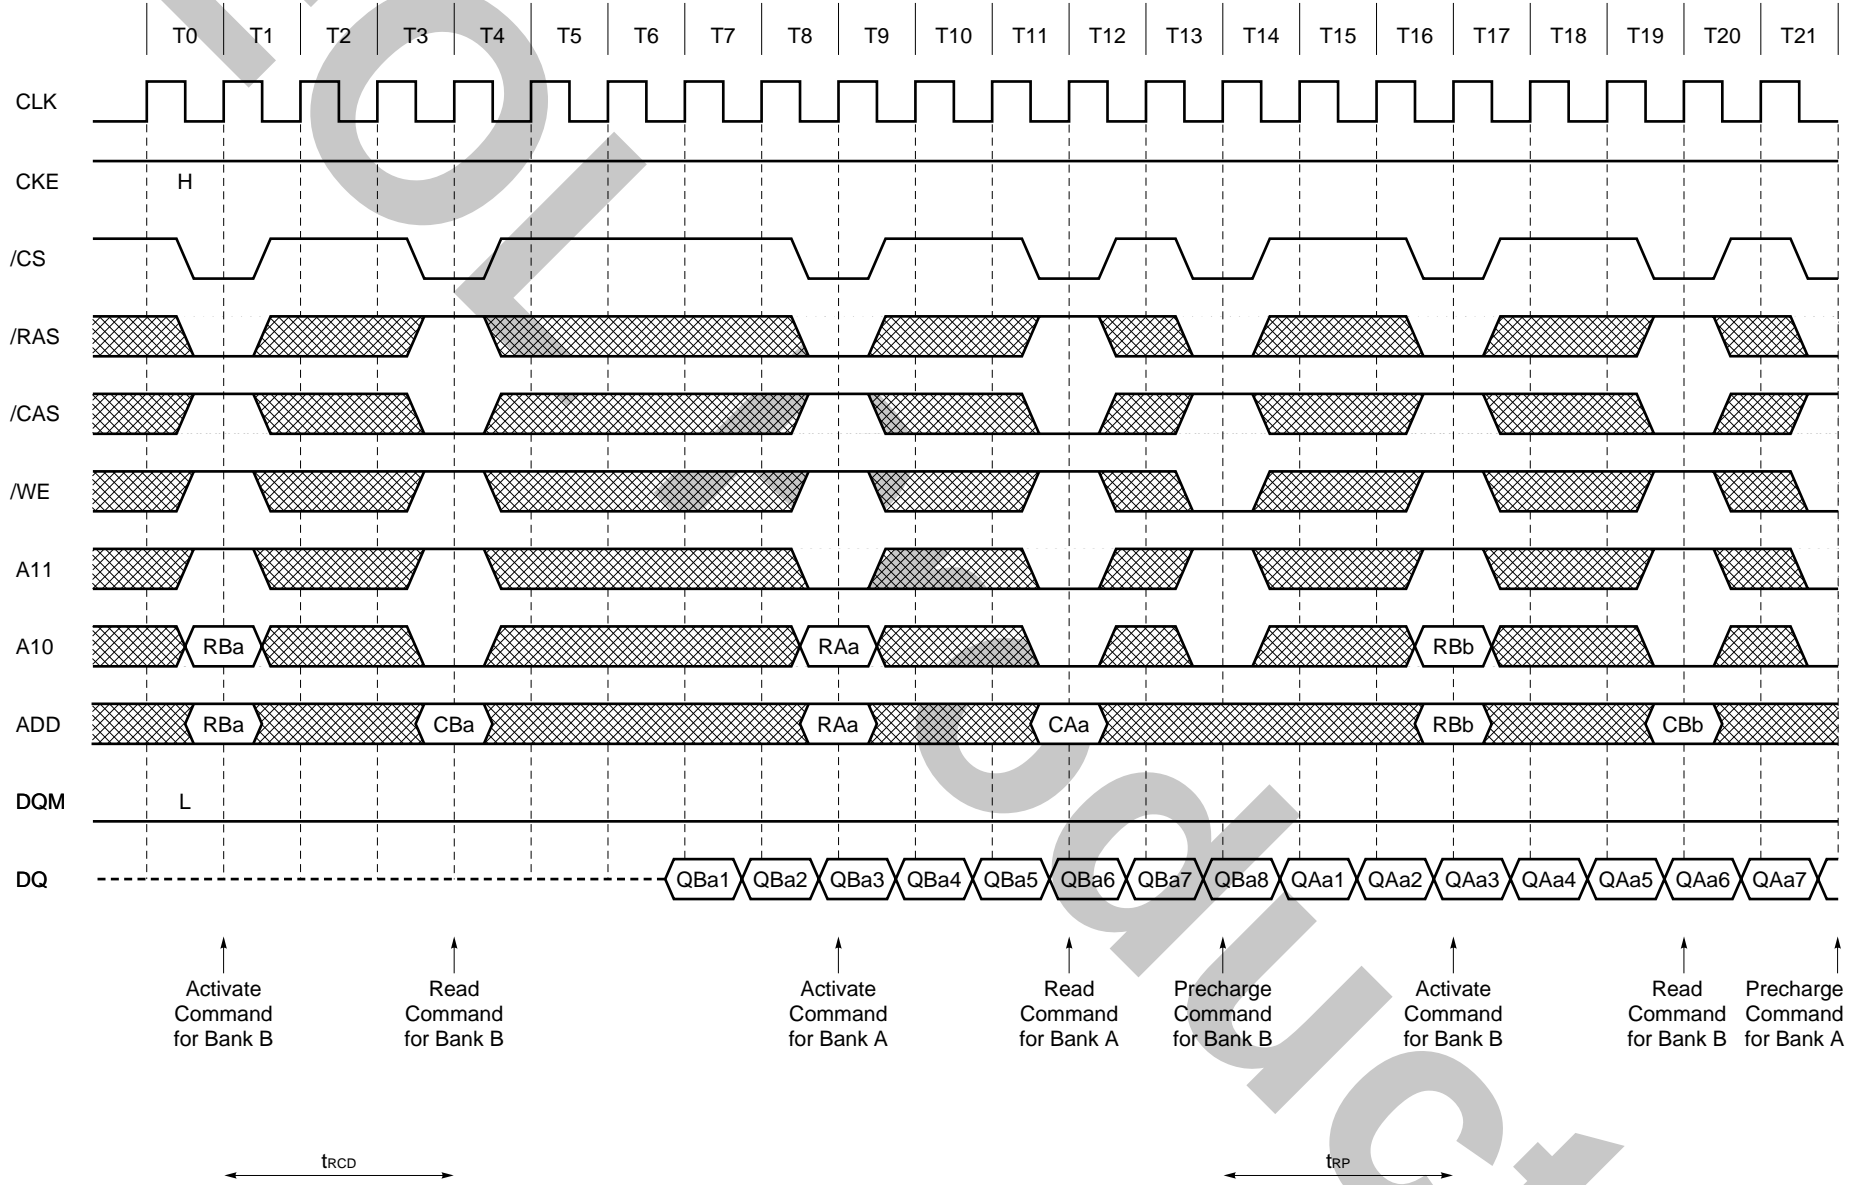 T0 T1 T2 T3 T4 T5 T6 T7 T8 T9 T10 T11 T12 T13 T14 T15 T16 T17 T18 T19 T20 T21
CLK
CKE H
/CS
/RAS
/CAS
/WE
A11
A10 RBa RAa RBb
ADD RBa CBa RAa CAa RBb CBb
DQM L
DQ QBa1 QBa2 QBa3 QBa4 QBa5 QBa6 QBa7 QBa8 QAa1 QAa2 QAa3 QAa4 QAa5 QAa6 QAa7
Activate Command for Bank B
Read Command for Bank B
Activate Command for Bank A
Read Command for Bank A
Precharge Command for Bank B
Activate Command for Bank B
Read Command for Bank B
Precharge Command for Bank A
tRCD tRP